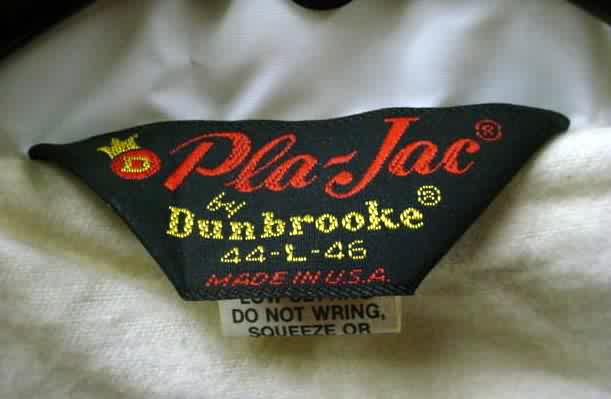 D Pla-Jac®
by
Dunbrooke®
44-L-46
MADE IN U.S.A.
DO NOT WRING,
SQUEEZE OR